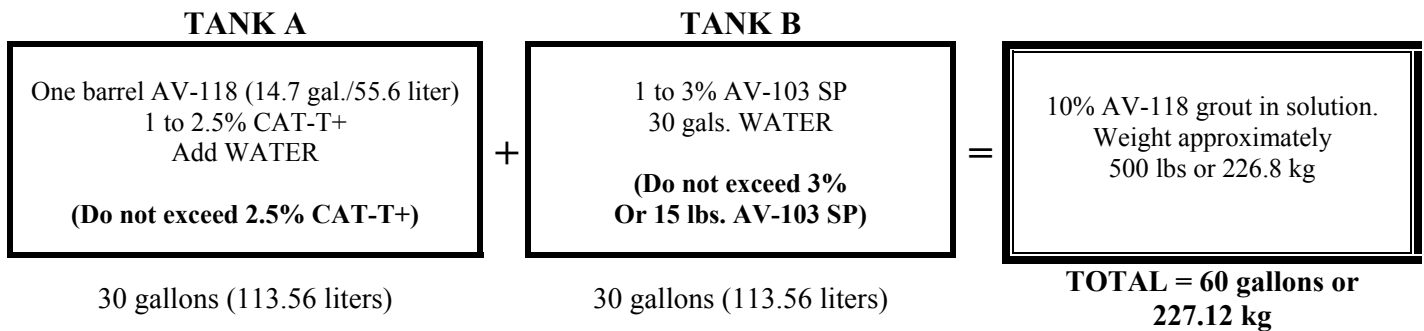 TANK A
One barrel AV-118 (14.7 gal./55.6 liter)
1 to 2.5% CAT-T+
Add WATER
(Do not exceed 2.5% CAT-T+)
30 gallons (113.56 liters)
+
TANK B
1 to 3% AV-103 SP
30 gals. WATER
(Do not exceed 3%
Or 15 lbs. AV-103 SP)
30 gallons (113.56 liters)
=
10% AV-118 grout in solution.
Weight approximately
500 lbs or 226.8 kg
TOTAL = 60 gallons or
227.12 kg